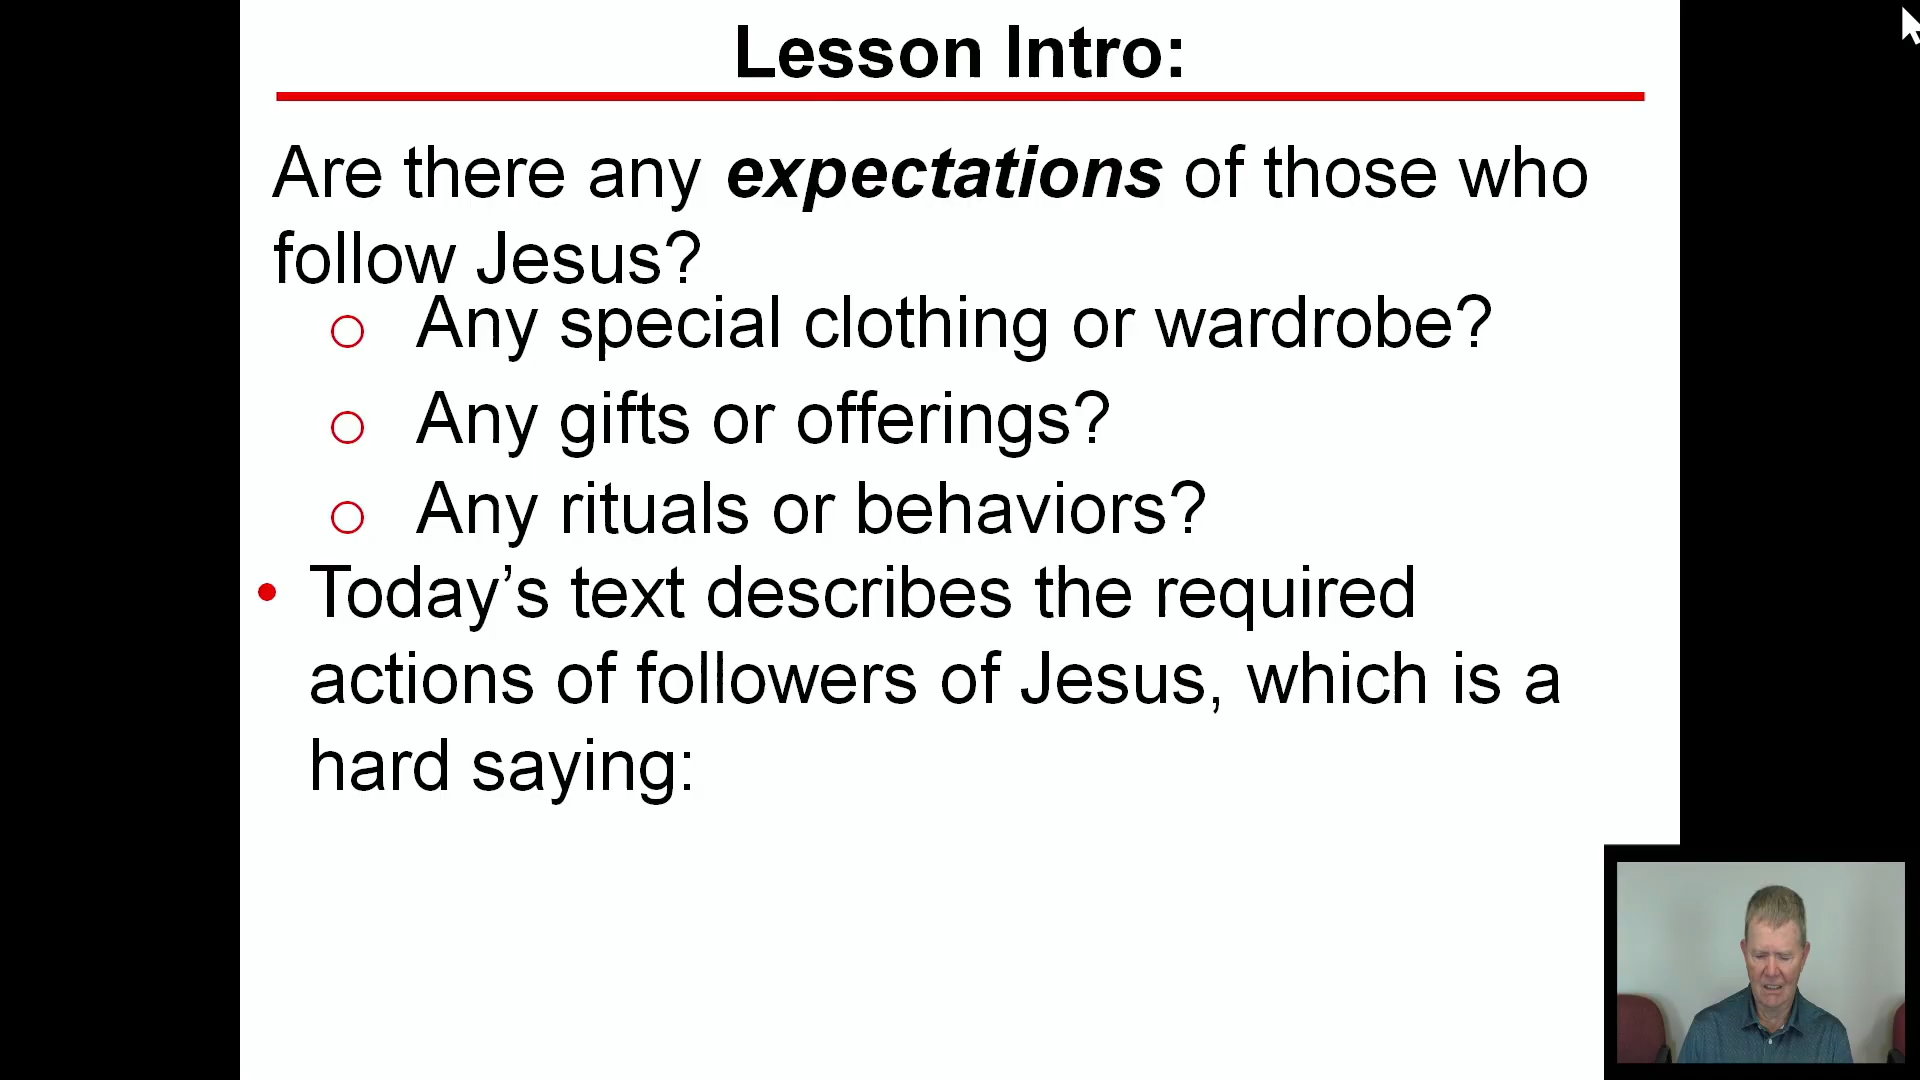 Lesson Intro:
Are there any expectations of those who
follow Jesus?
o Any special clothing or wardrobe?
o Any gifts or offerings?
o Any rituals or behaviors?
• Today’s text describes the required
actions of followers of Jesus, which is a
hard saying: